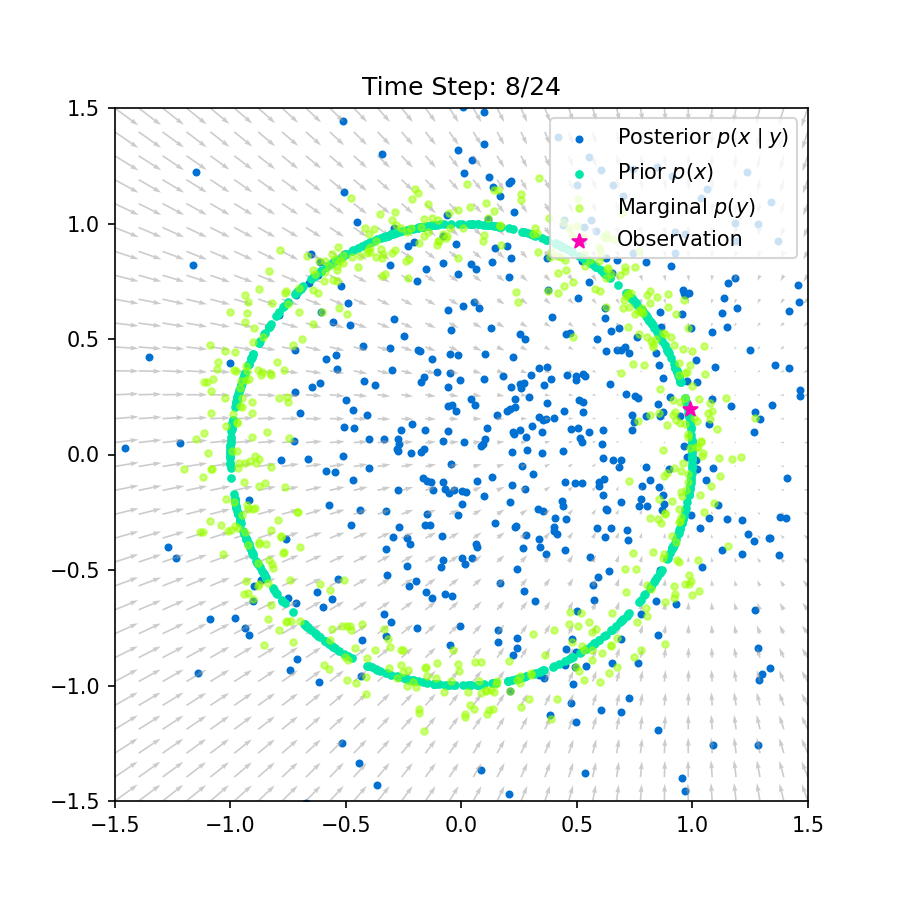 Time Step: 8/24
Posterior p(x | y)
Prior p(x)
Marginal p(y)
Observation
1.5
1.0
0.5
0.0
−0.5
−1.0
−1.5
−1.5 −1.0 −0.5 0.0 0.5 1.0 1.5